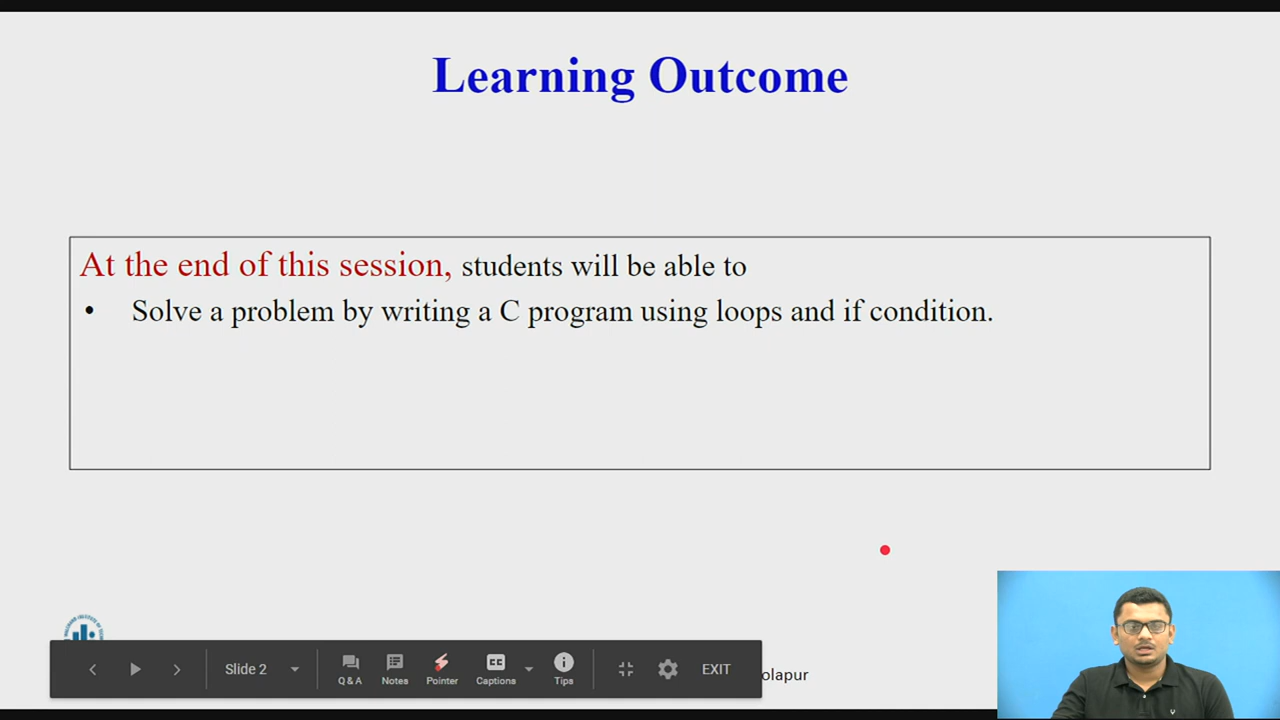 Learning Outcome
At the end of this session, students will be able to
• Solve a problem by writing a C program using loops and if condition.
Slide 2
Q & A
Notes
Pointer
CC
Captions
Tips
EXIT
olapur